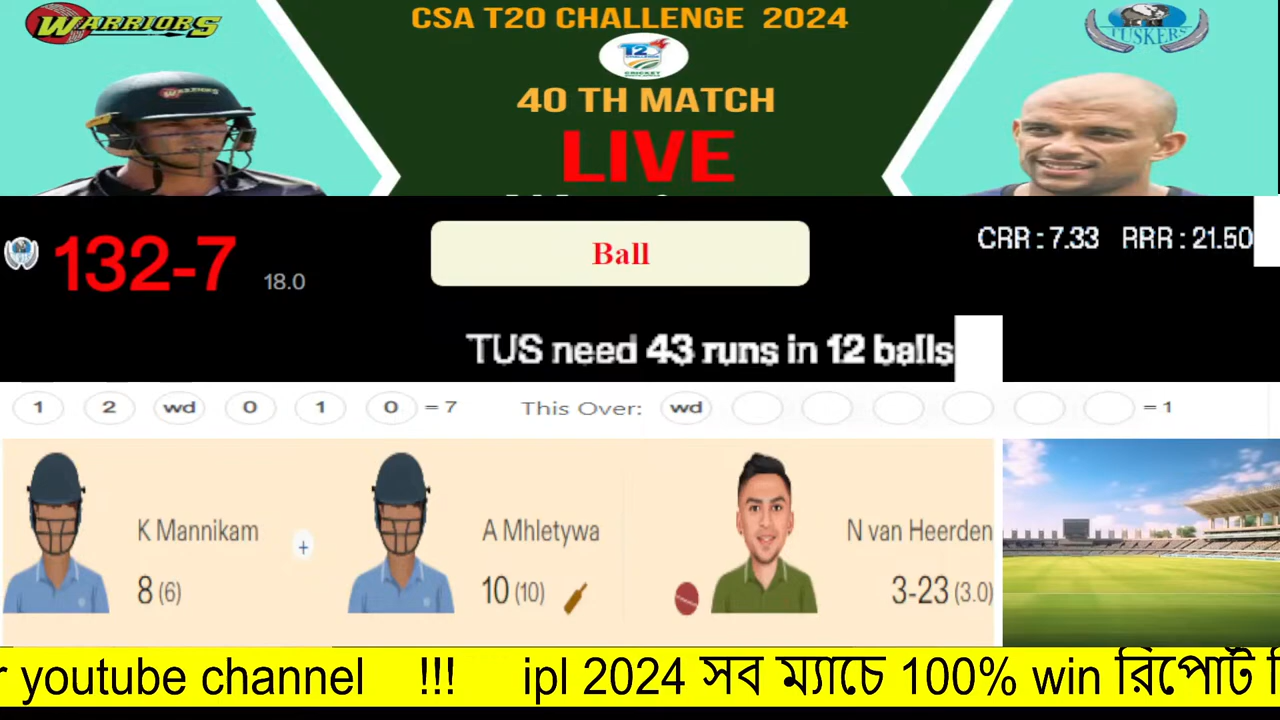 WARRIORS
CSA T20 CHALLENGE 2024
TUSKERS
T20
CHALLENGE
CRICKET
40 TH MATCH
LIVE
132-7 18.0
Ball
CRR : 7.33 RRR : 21.50
TUS need 43 runs in 12 balls
1 2 wd 0 1 0 = 7 This Over: wd = 1
K Mannikam + A Mhletywa N van Heerden
8 (6) 10 (10) 3-23 (3.0)
r youtube channel !!! ipl 2024 সব ম্যাচে 100% win রিপোর্ট